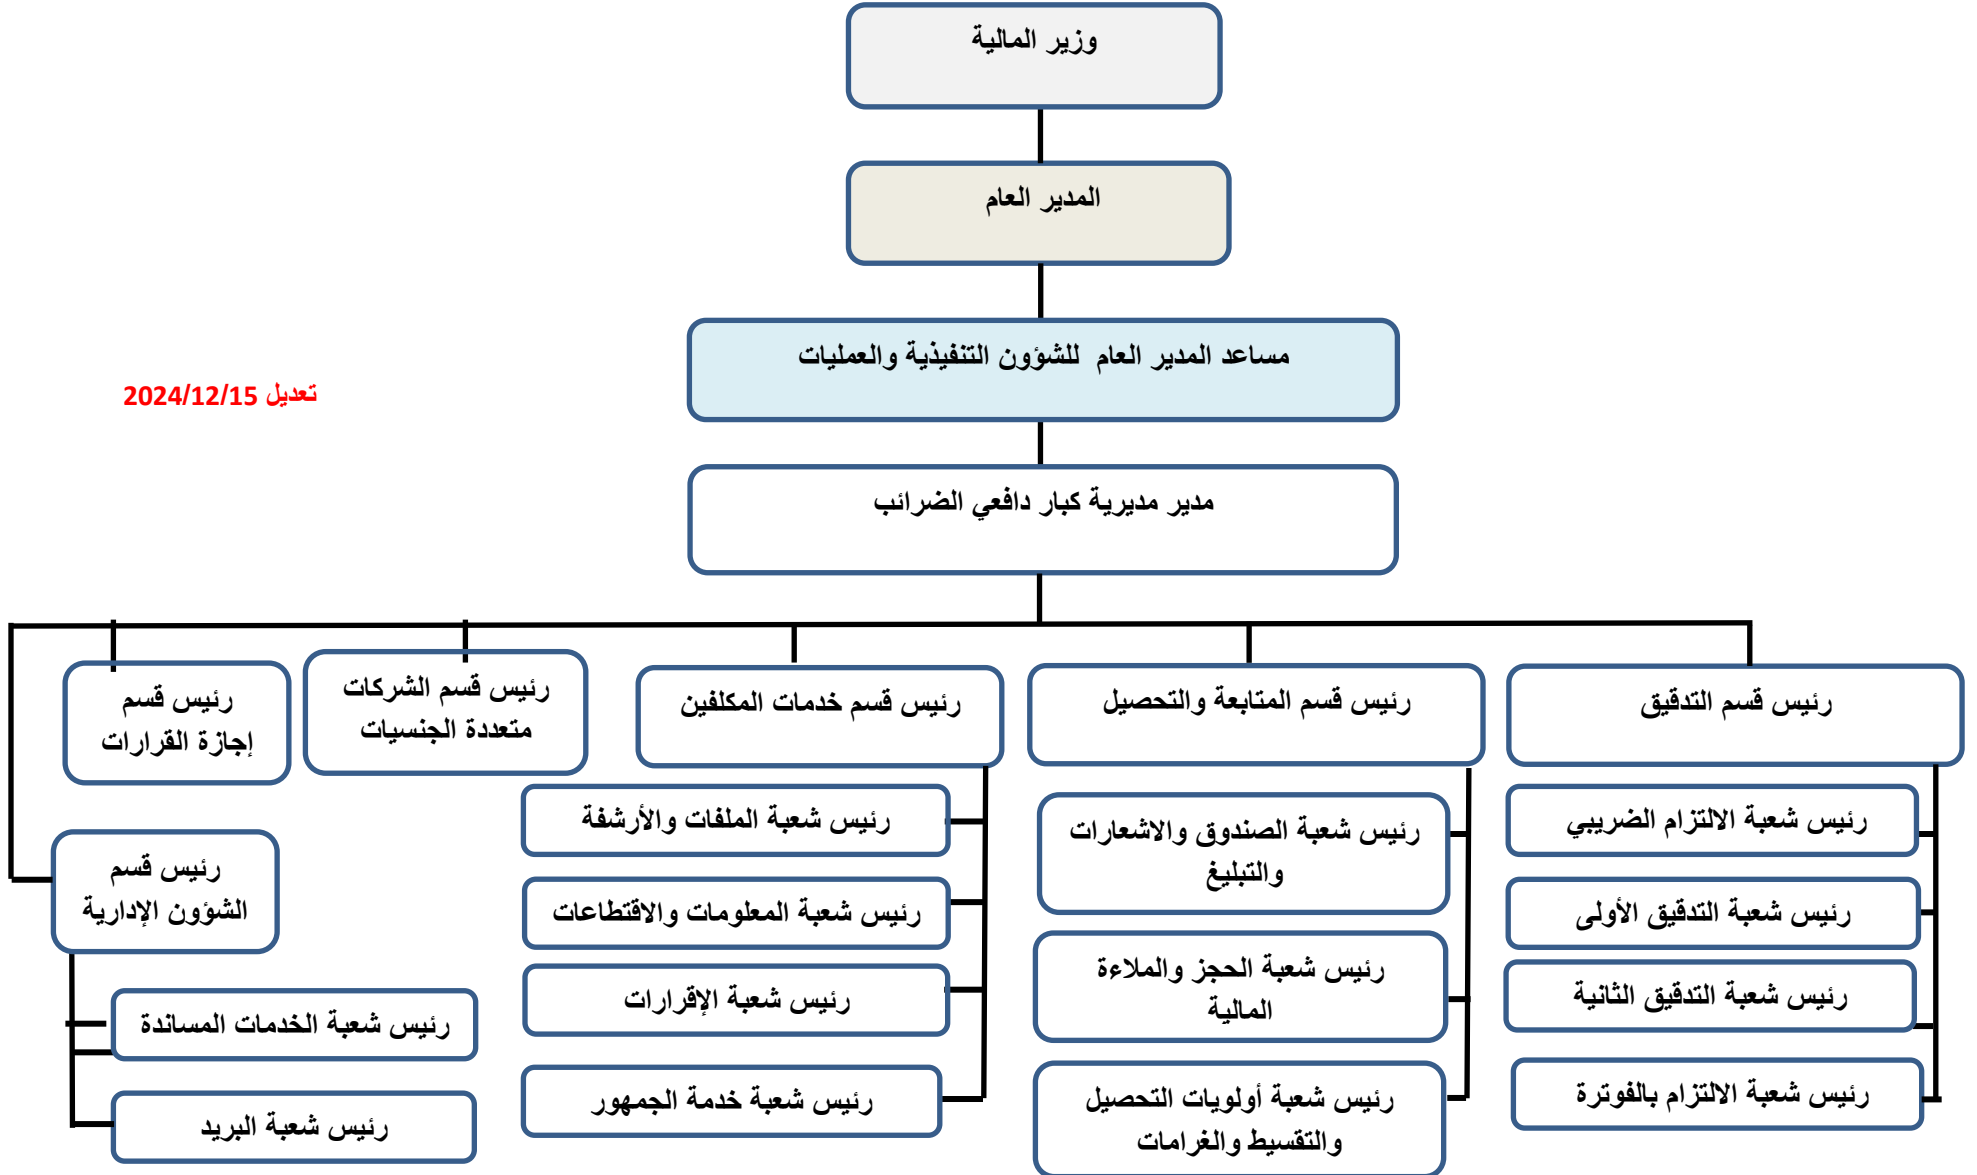 وزير المالية
المدير العام
مساعد المدير العام للشؤون التنفيذية والعمليات
تعديل 2024/12/15
مدير مديرية كبار دافعي الضرائب
رئيس قسم التدقيق
رئيس شعبة الالتزام الضريبي
رئيس شعبة التدقيق الأولى
رئيس شعبة التدقيق الثانية
رئيس شعبة الالتزام بالفوترة
رئيس قسم المتابعة والتحصيل
رئيس شعبة الصندوق والاشعارات
والتبليغ
رئيس شعبة الحجز والملاءة
المالية
رئيس شعبة أولويات التحصيل
والتقسيط والغرامات
رئيس قسم خدمات المكلفين
رئيس شعبة الملفات والأرشفة
رئيس شعبة المعلومات والاقتطاعات
رئيس شعبة الإقرارات
رئيس شعبة خدمة الجمهور
رئيس قسم الشركات
متعددة الجنسيات
رئيس قسم
إجازة القرارات
رئيس قسم
الشؤون الإدارية
رئيس شعبة الخدمات المساندة
رئيس شعبة البريد